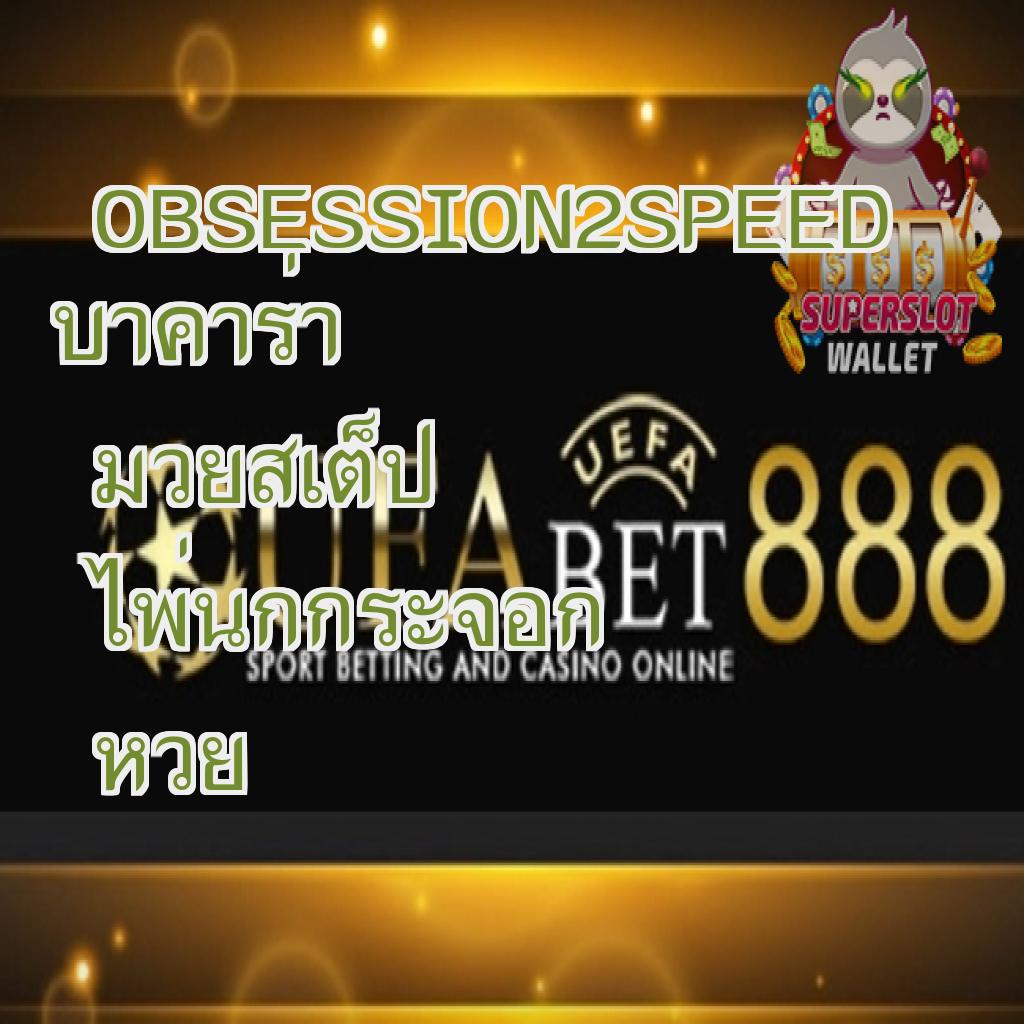 OBSESSION2SPEED
บาคารา
มวยสเต็ป
ไพ่นกกระจอก
หวย
SUPERSLOT
WALLET
UEFA
UFABET888
SPORT BETTING AND CASINO ONLINE